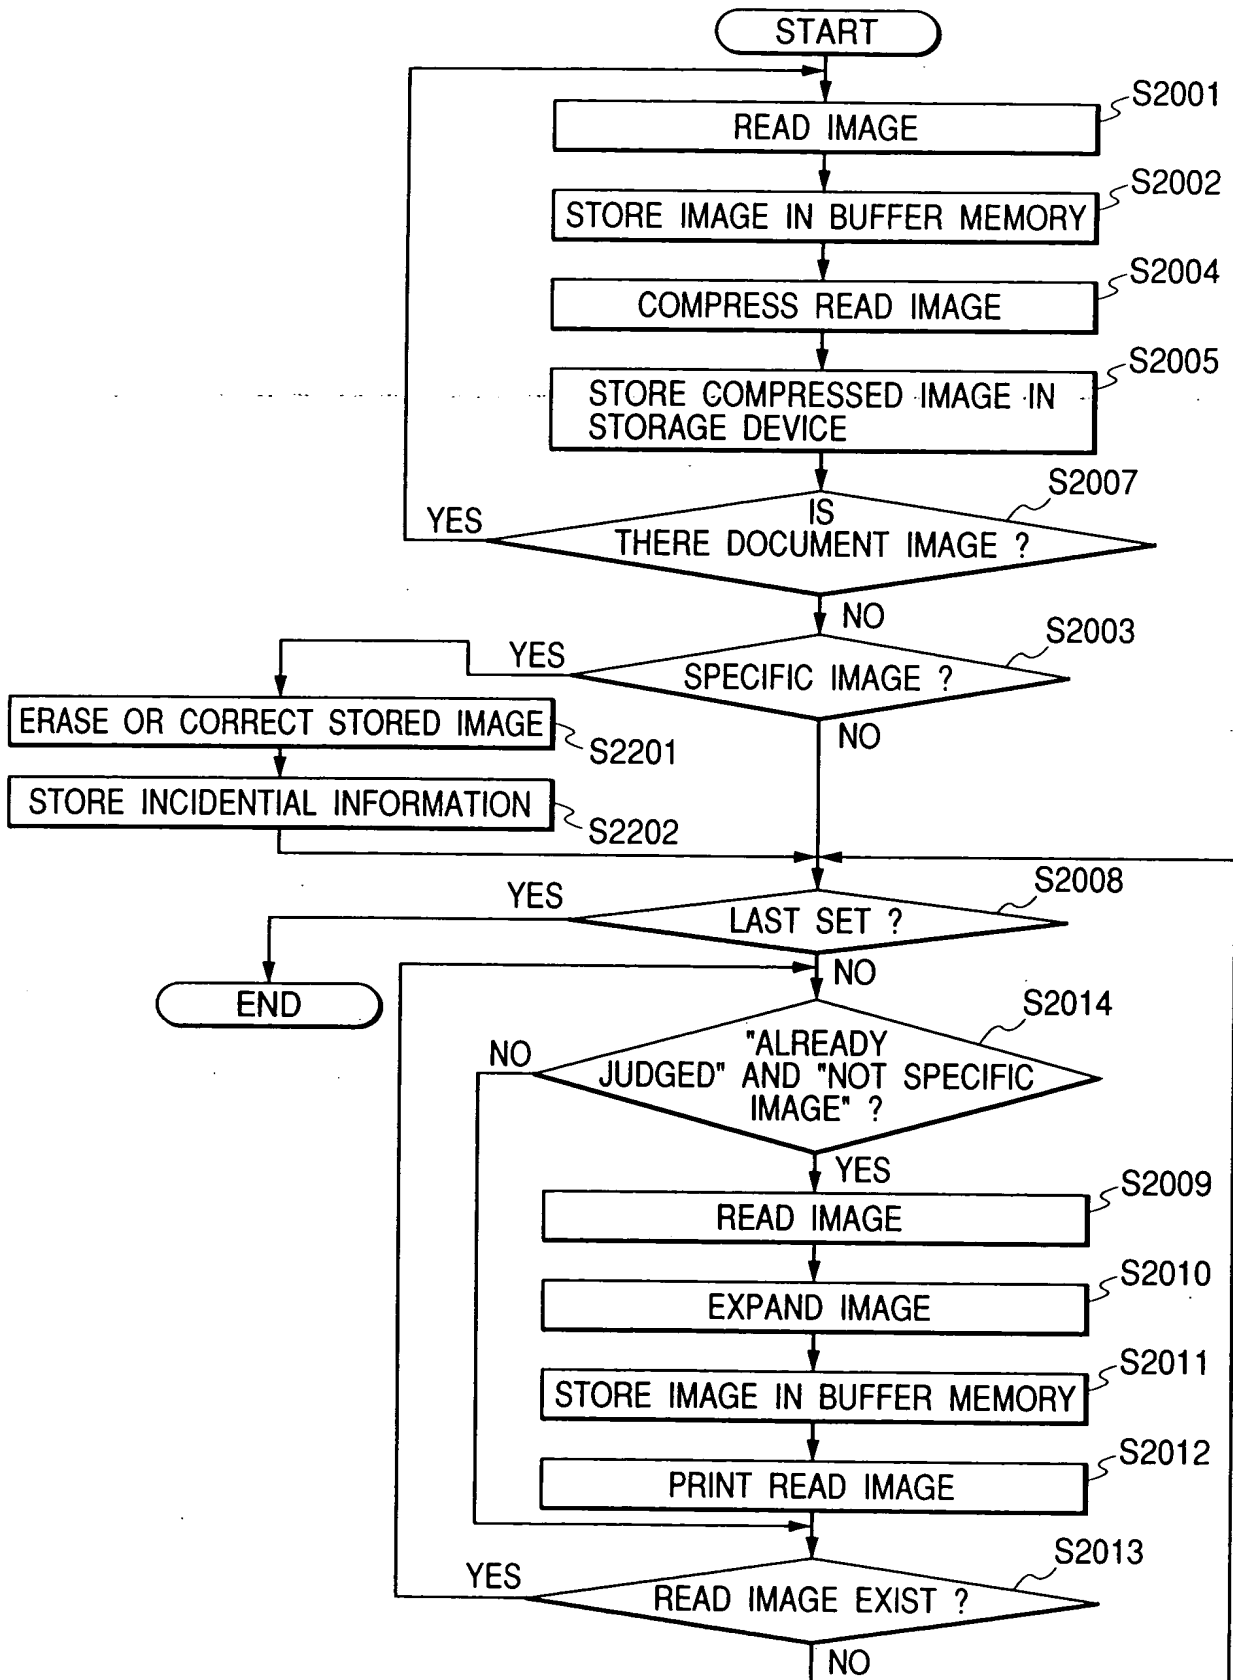 START
S2001
READ IMAGE
S2002
STORE IMAGE IN BUFFER MEMORY
S2004
COMPRESS READ IMAGE
S2005
STORE COMPRESSED IMAGE IN
STORAGE DEVICE
S2007
IS
THERE DOCUMENT IMAGE ?
YES
NO
S2003
SPECIFIC IMAGE ?
YES
NO
ERASE OR CORRECT STORED IMAGE
S2201
STORE INCIDENTIAL INFORMATION
S2202
S2008
LAST SET ?
YES
NO
END
S2014
"ALREADY
JUDGED" AND "NOT SPECIFIC
IMAGE" ?
NO
YES
S2009
READ IMAGE
S2010
EXPAND IMAGE
S2011
STORE IMAGE IN BUFFER MEMORY
S2012
PRINT READ IMAGE
S2013
READ IMAGE EXIST ?
YES
NO